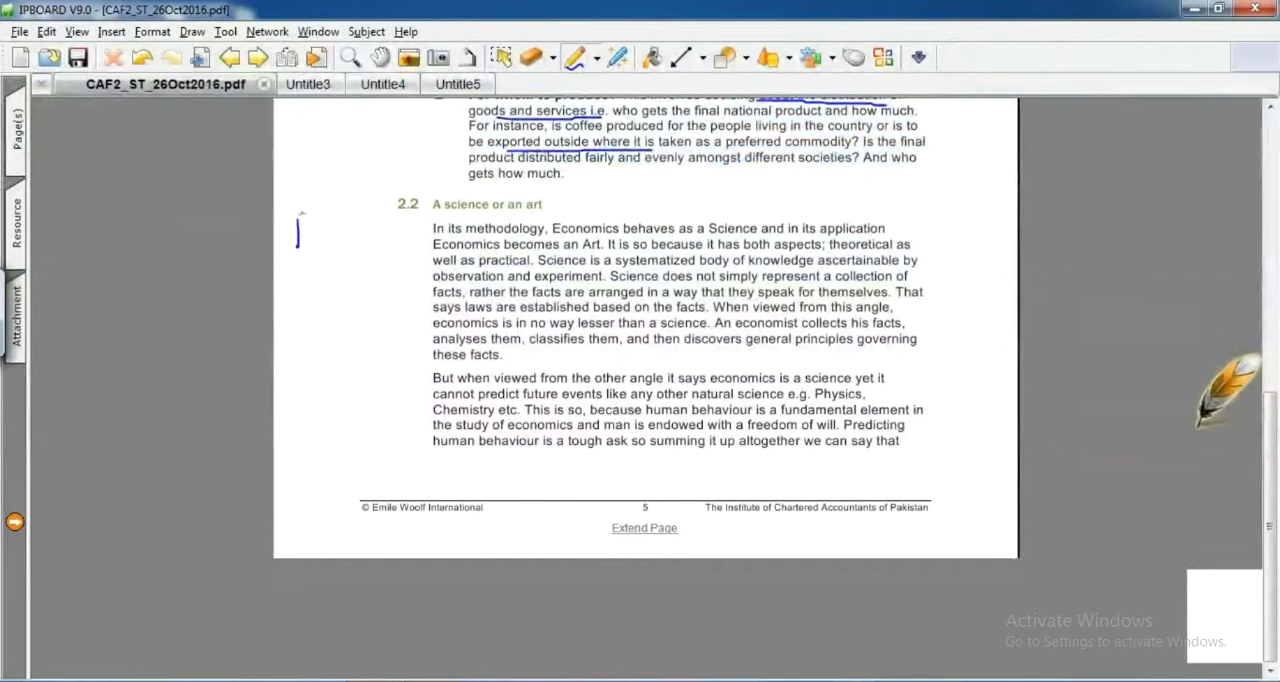 IPBOARD V9.0 - [CAF2_ST_26Oct2016.pdf]
File Edit View Insert Format Draw Tool Network Window Subject Help
CAF2_ST_26Oct2016.pdf Untitle3 Untitle4 Untitle5
Page(s)
Resource
Attachment
goods and services i.e. who gets the final national product and how much.
For instance, is coffee produced for the people living in the country or is to
be exported outside where it is taken as a preferred commodity? Is the final
product distributed fairly and evenly amongst different societies? And who
gets how much.
2.2 A science or an art
In its methodology, Economics behaves as a Science and in its application
Economics becomes an Art. It is so because it has both aspects; theoretical as
well as practical. Science is a systematized body of knowledge ascertainable by
observation and experiment. Science does not simply represent a collection of
facts, rather the facts are arranged in a way that they speak for themselves. That
says laws are established based on the facts. When viewed from this angle,
economics is in no way lesser than a science. An economist collects his facts,
analyses them, classifies them, and then discovers general principles governing
these facts.
But when viewed from the other angle it says economics is a science yet it
cannot predict future events like any other natural science e.g. Physics,
Chemistry etc. This is so, because human behaviour is a fundamental element in
the study of economics and man is endowed with a freedom of will. Predicting
human behaviour is a tough ask so summing it up altogether we can say that
© Emile Woolf International 5 The Institute of Chartered Accountants of Pakistan
Extend Page
Activate Windows
Go to Settings to activate Windows.